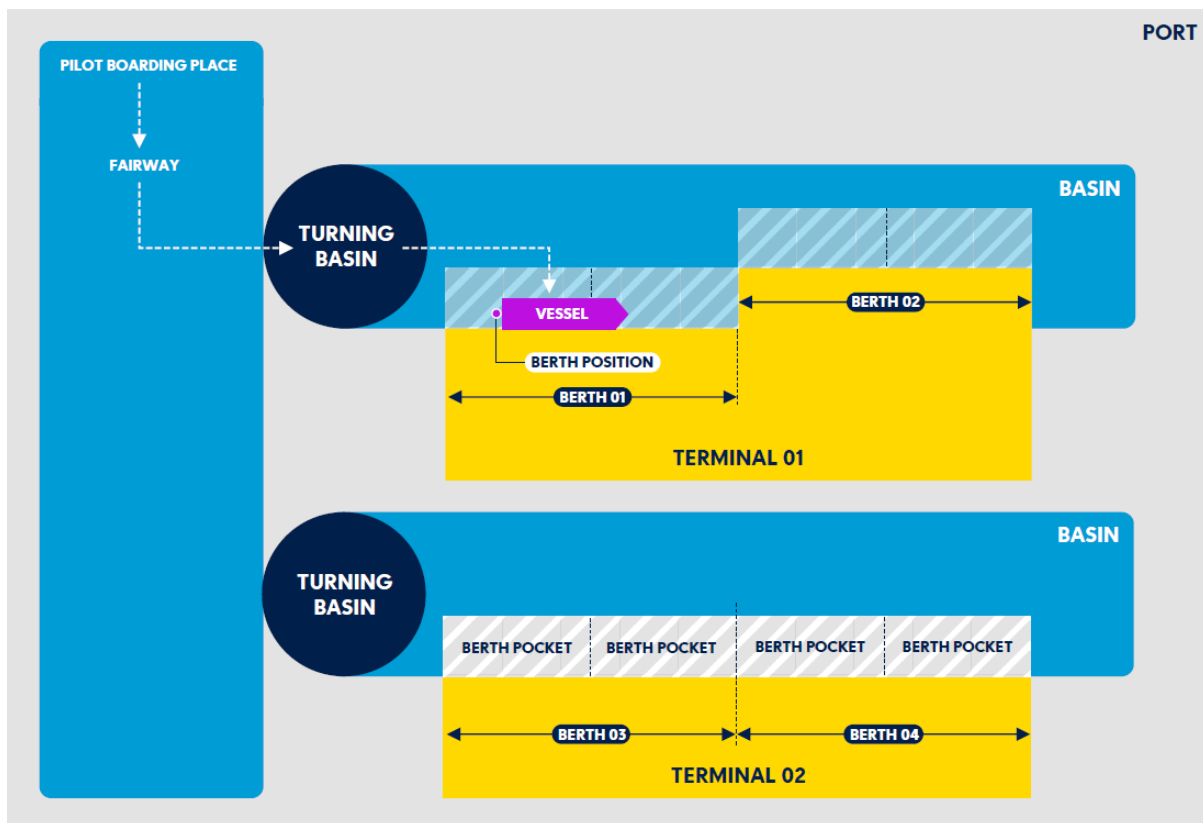 PORT
PILOT BOARDING PLACE
FAIRWAY
BASIN
TURNING
BASIN
BERTH 02
VESSEL
BERTH POSITION
BERTH 01
TERMINAL 01
BASIN
TURNING
BASIN
BERTH POCKET BERTH POCKET BERTH POCKET BERTH POCKET
BERTH 03 BERTH 04
TERMINAL 02